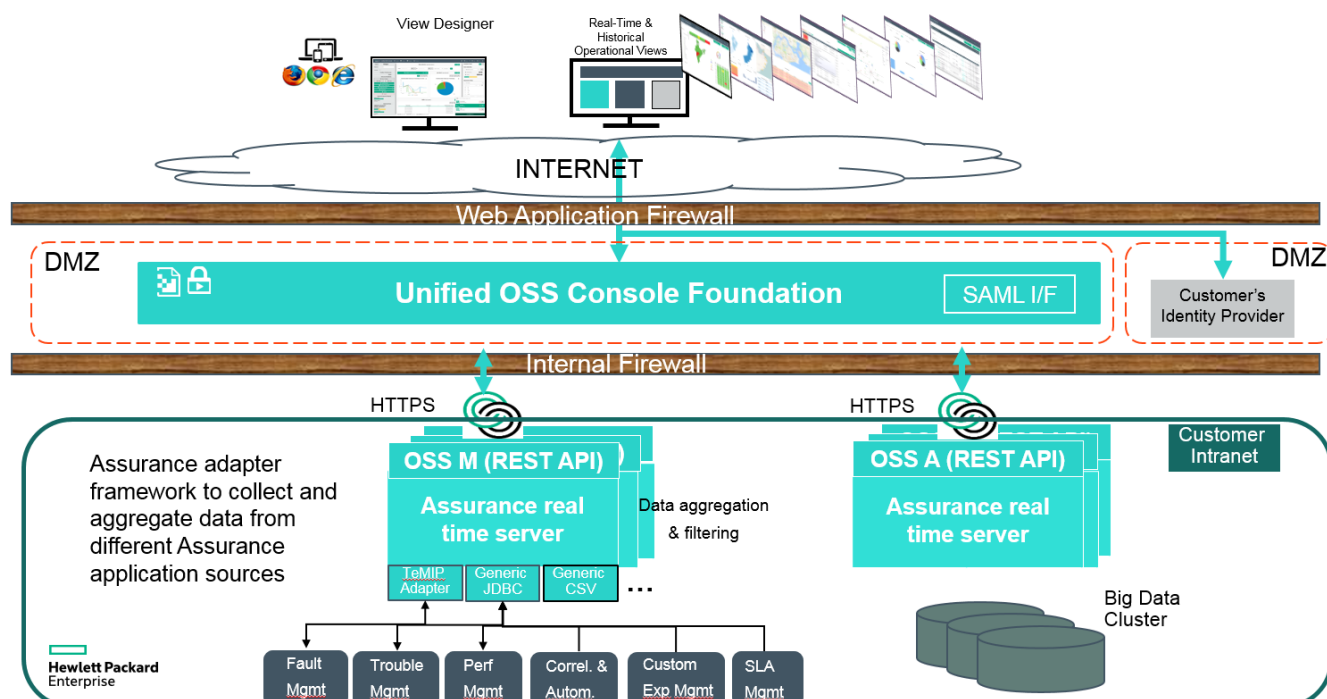 View Designer
Real-Time &
Historical
Operational Views
INTERNET
Web Application Firewall
DMZ
DMZ
Unified OSS Console Foundation
SAML I/F
Customer's
Identity Provider
Internal Firewall
HTTPS
HTTPS
Customer
Intranet
Assurance adapter
framework to collect and
aggregate data from
different Assurance
application sources
OSS M (REST API)
Assurance real
time server
Data aggregation
& filtering
OSS A (REST API)
Assurance real
time server
TeMIP
Adapter
Generic
JDBC
Generic
CSV
...
Big Data
Cluster
Hewlett Packard
Enterprise
Fault
Mgmt
Trouble
Mgmt
Perf
Mgmt
Correl. &
Autom.
Custom
Exp Mgmt
SLA
Mgmt